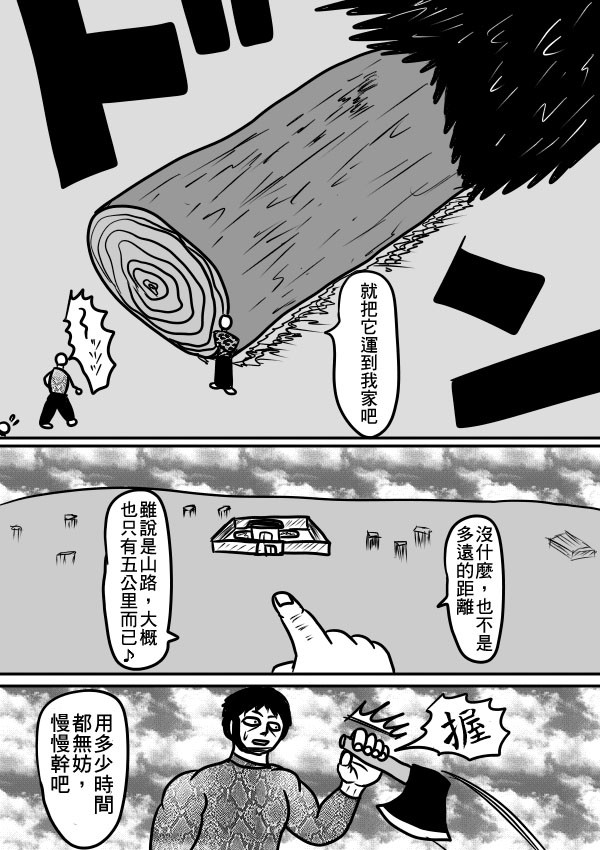 ドドン
就把它運到我家吧
沒什麼，也不是
多遠的距離
雖說是山路，大概
也只有五公里而已♪
握
用多少時間
都無妨，
慢慢幹吧